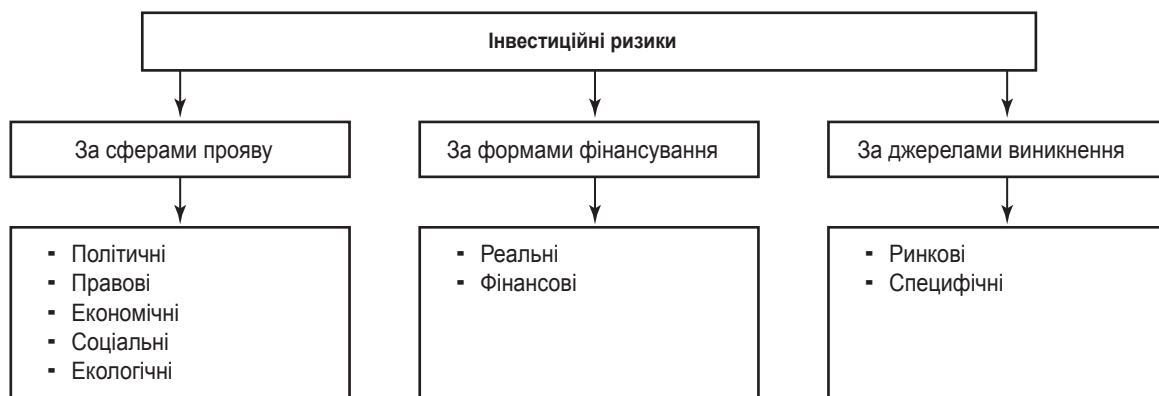 Інвестиційні ризики
За сферами прояву
За формами фінансування
За джерелами виникнення
- Політичні
- Правові
- Економічні
- Соціальні
- Екологічні
- Реальні
- Фінансові
- Ринкові
- Специфічні